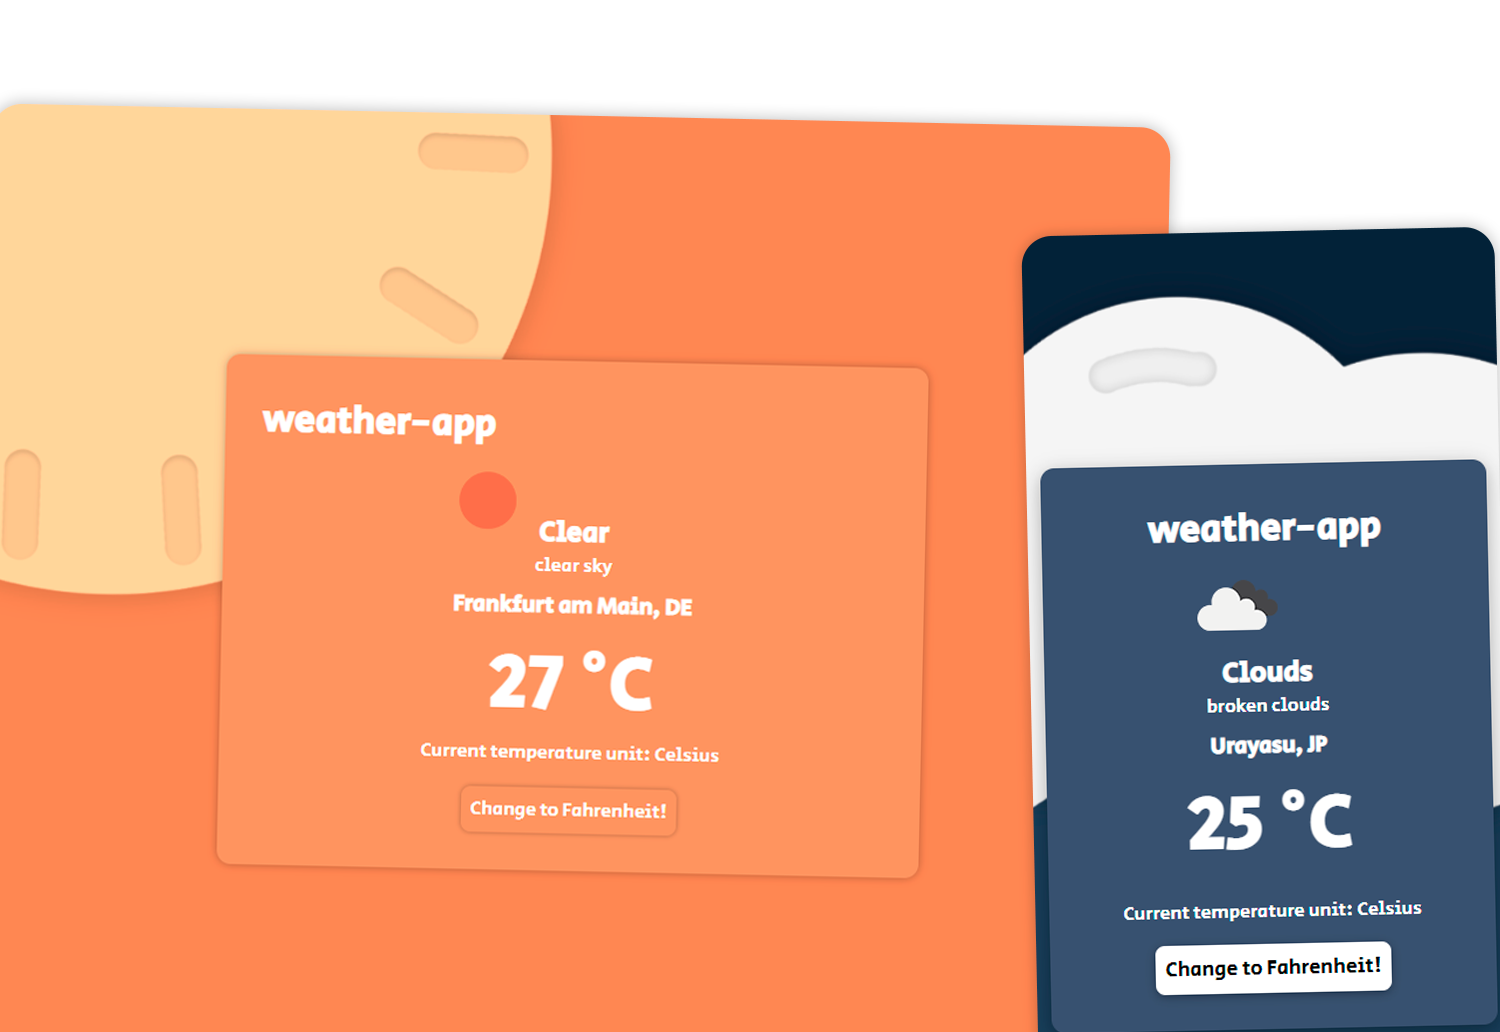 weather-app
Clear
clear sky
Frankfurt am Main, DE
27 °C
Current temperature unit: Celsius
Change to Fahrenheit!
weather-app
Clouds
broken clouds
Urayasu, JP
25 °C
Current temperature unit: Celsius
Change to Fahrenheit!